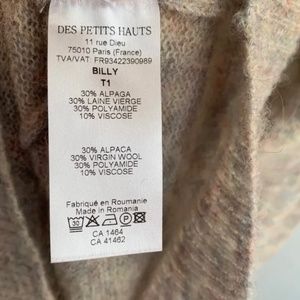 DES PETITS HAUTS
11 rue Dieu
75010 Paris (France)
TVA/VAT: FR93422390989
BILLY
T1
30% ALPAGA
30% LAINE VIERGE
30% POLYAMIDE
10% VISCOSE
30% ALPACA
30% VIRGIN WOOL
30% POLYAMIDE
10% VISCOSE
Fabriqué en Roumanie
Made in Romania
30 P
CA 1464
CA 41462